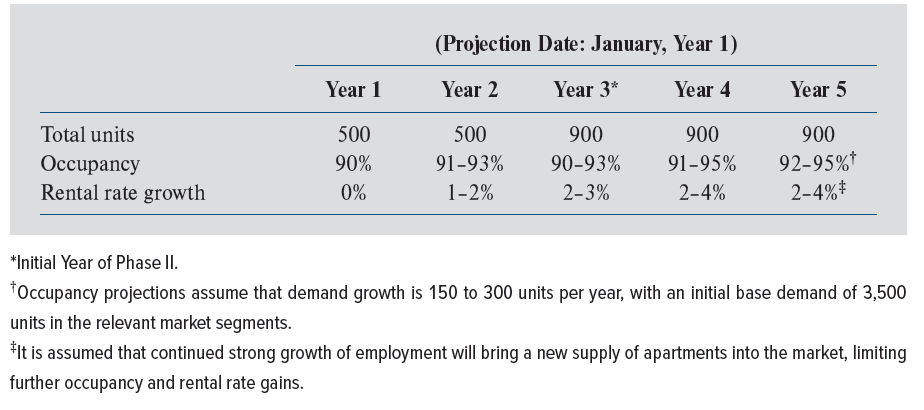 (Projection Date: January, Year 1)
Year 1 Year 2 Year 3* Year 4 Year 5
Total units 500 500 900 900 900
Occupancy 90% 91–93% 90–93% 91–95% 92–95%†
Rental rate growth 0% 1–2% 2–3% 2–4% 2–4%‡
*Initial Year of Phase II.
†Occupancy projections assume that demand growth is 150 to 300 units per year, with an initial base demand of 3,500
units in the relevant market segments.
‡It is assumed that continued strong growth of employment will bring a new supply of apartments into the market, limiting
further occupancy and rental rate gains.